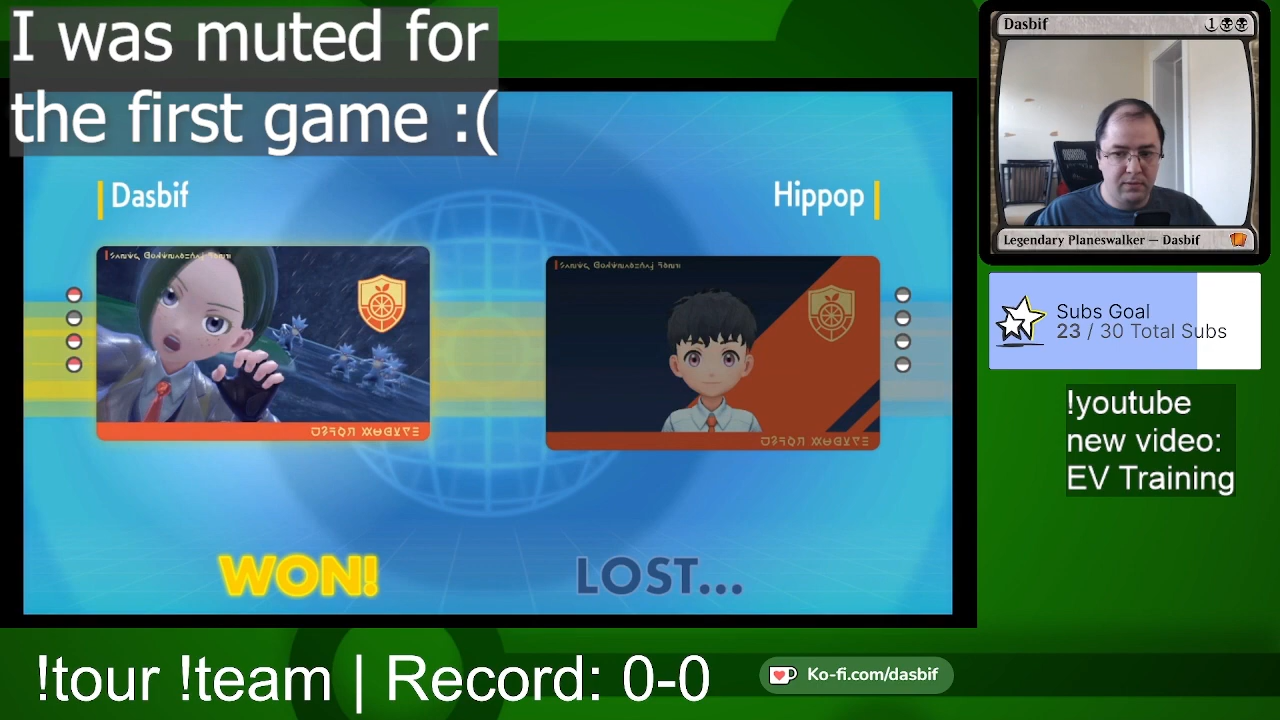 I was muted for
the first game :(
Dasbif
Hippop
WON!
LOST...
!tour !team | Record: 0-0
Ko-fi.com/dasbif
Dasbif
1
Legendary Planeswalker — Dasbif
Subs Goal
23 / 30 Total Subs
!youtube
new video:
EV Training